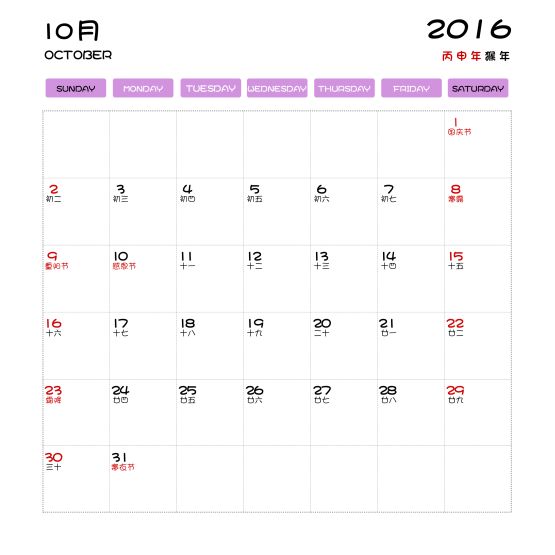 10月
2016
OCTOBER
丙申年猴年
SUNDAY MONDAY TUESDAY WEDNESDAY THURSDAY FRIDAY SATURDAY
1
国庆节
2 3 4 5 6 7 8
初二 初三 初四 初五 初六 初七 寒露
9 10 11 12 13 14 15
重阳节 感恩节 十一 十二 十三 十四 十五
16 17 18 19 20 21 22
十六 十七 十八 十九 二十 廿一 廿二
23 24 25 26 27 28 29
霜降 廿四 廿五 廿六 廿七 廿八 廿九
30 31
三十 寒衣节